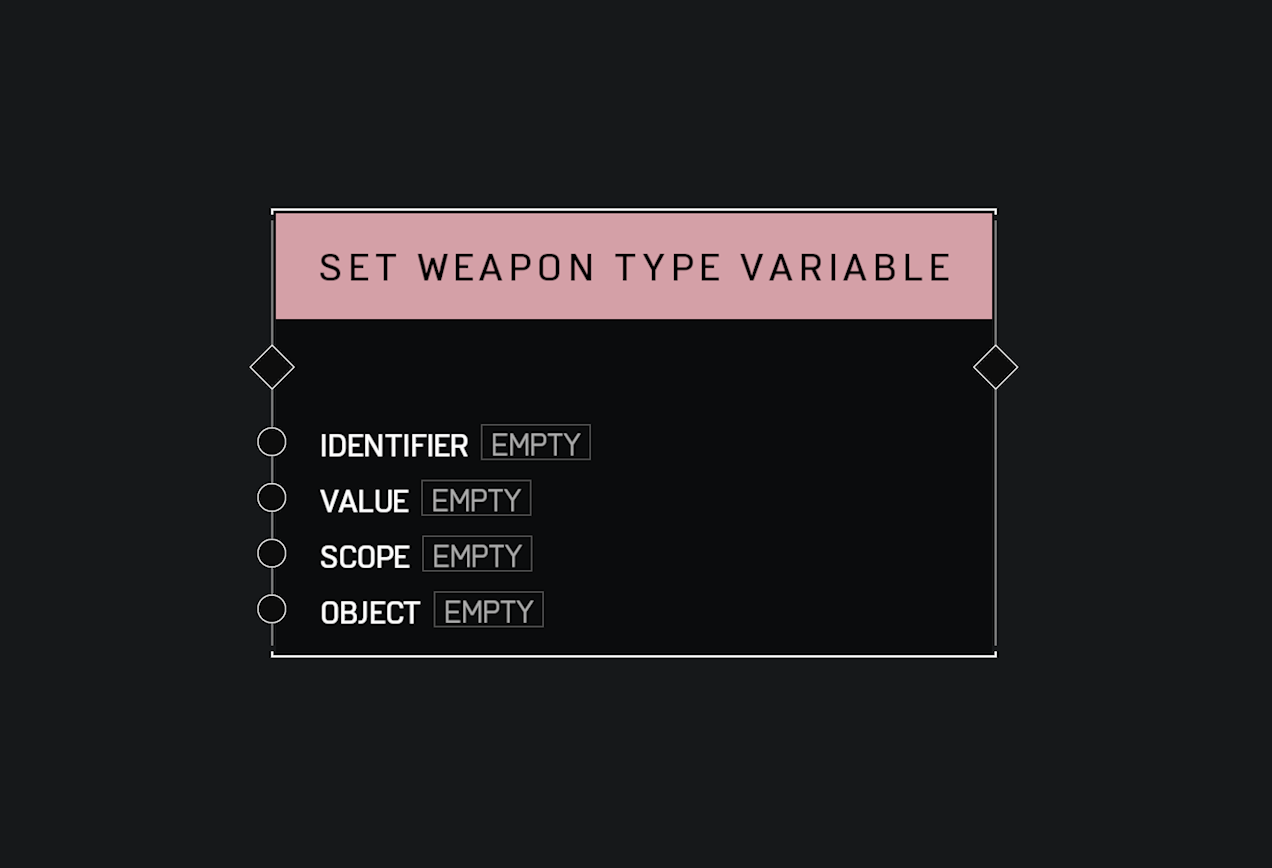 SET WEAPON TYPE VARIABLE
IDENTIFIER EMPTY
VALUE EMPTY
SCOPE EMPTY
OBJECT EMPTY